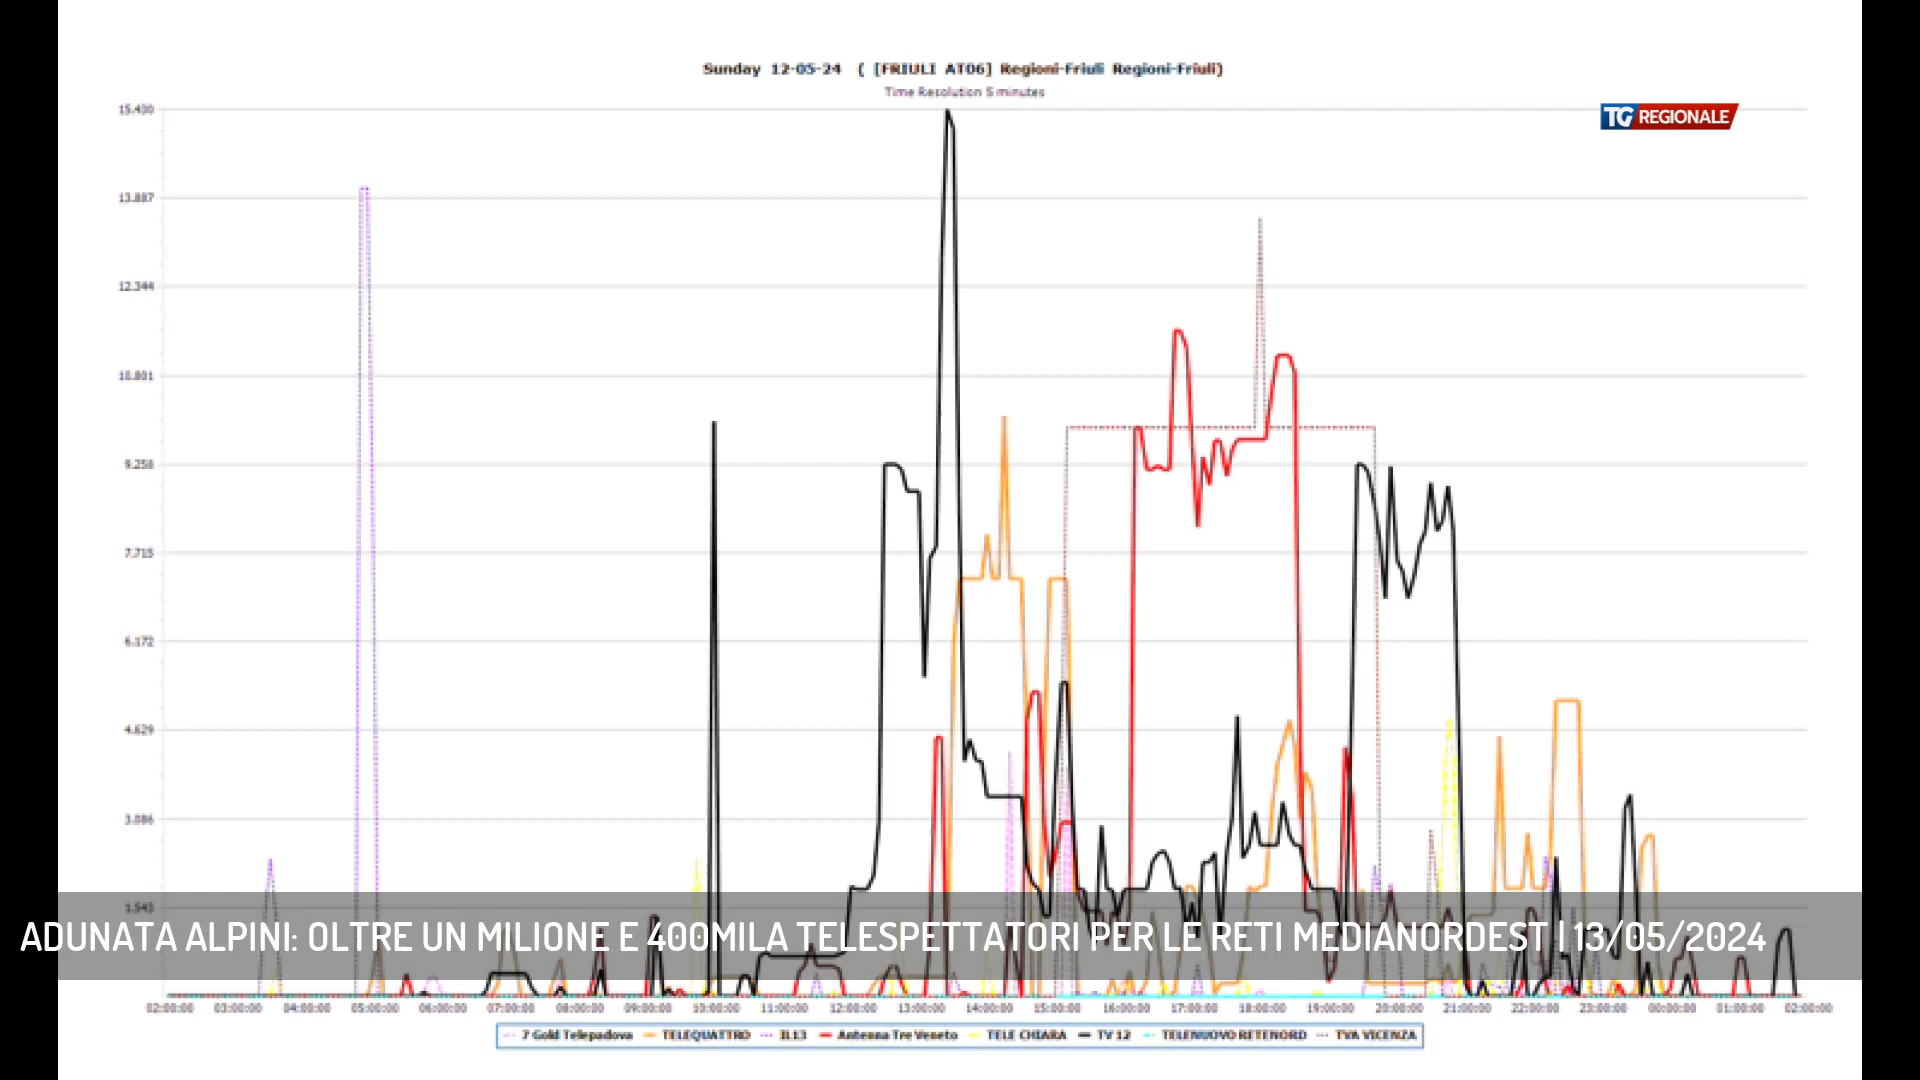 Sunday 12-05-24 ( [FRIULI AT06] Regioni-Friuli Regioni-Friuli)
Time Resolution 5 minutes
TG REGIONALE
15.430
13.887
12.344
10.801
9.258
7.715
6.172
4.629
3.086
1.543
ADUNATA ALPINI: OLTRE UN MILIONE E 400MILA TELESPETTATORI PER LE RETI MEDIANORDEST | 13/05/2024
02:00:00 03:00:00 04:00:00 05:00:00 06:00:00 07:00:00 08:00:00 09:00:00 10:00:00 11:00:00 12:00:00 13:00:00 14:00:00 15:00:00 16:00:00 17:00:00 18:00:00 19:00:00 20:00:00 21:00:00 22:00:00 23:00:00 00:00:00 01:00:00 02:00:00
7 Gold Telepadova TELEQUATTRO IL13 Antenna Tre Veneto TELE CHIARA TV 12 TELENUOVO RETENORD TVA VICENZA